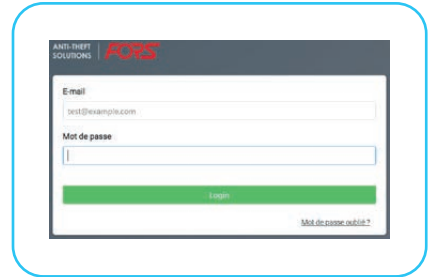 ANTI-THEFT
SOLUTIONS
FORS
E-mail
test@example.com
Mot de passe
Login
Mot de passe oublié ?